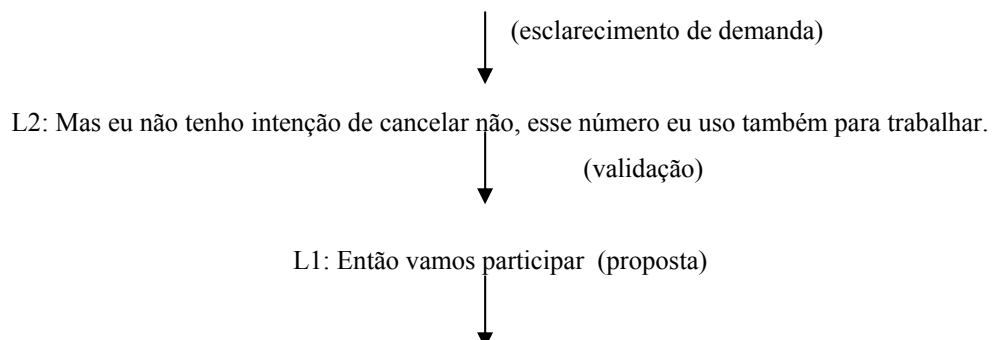 (esclarecimento de demanda)
L2: Mas eu não tenho intenção de cancelar não, esse número eu uso também para trabalhar.
(validação)
L1: Então vamos participar (proposta)